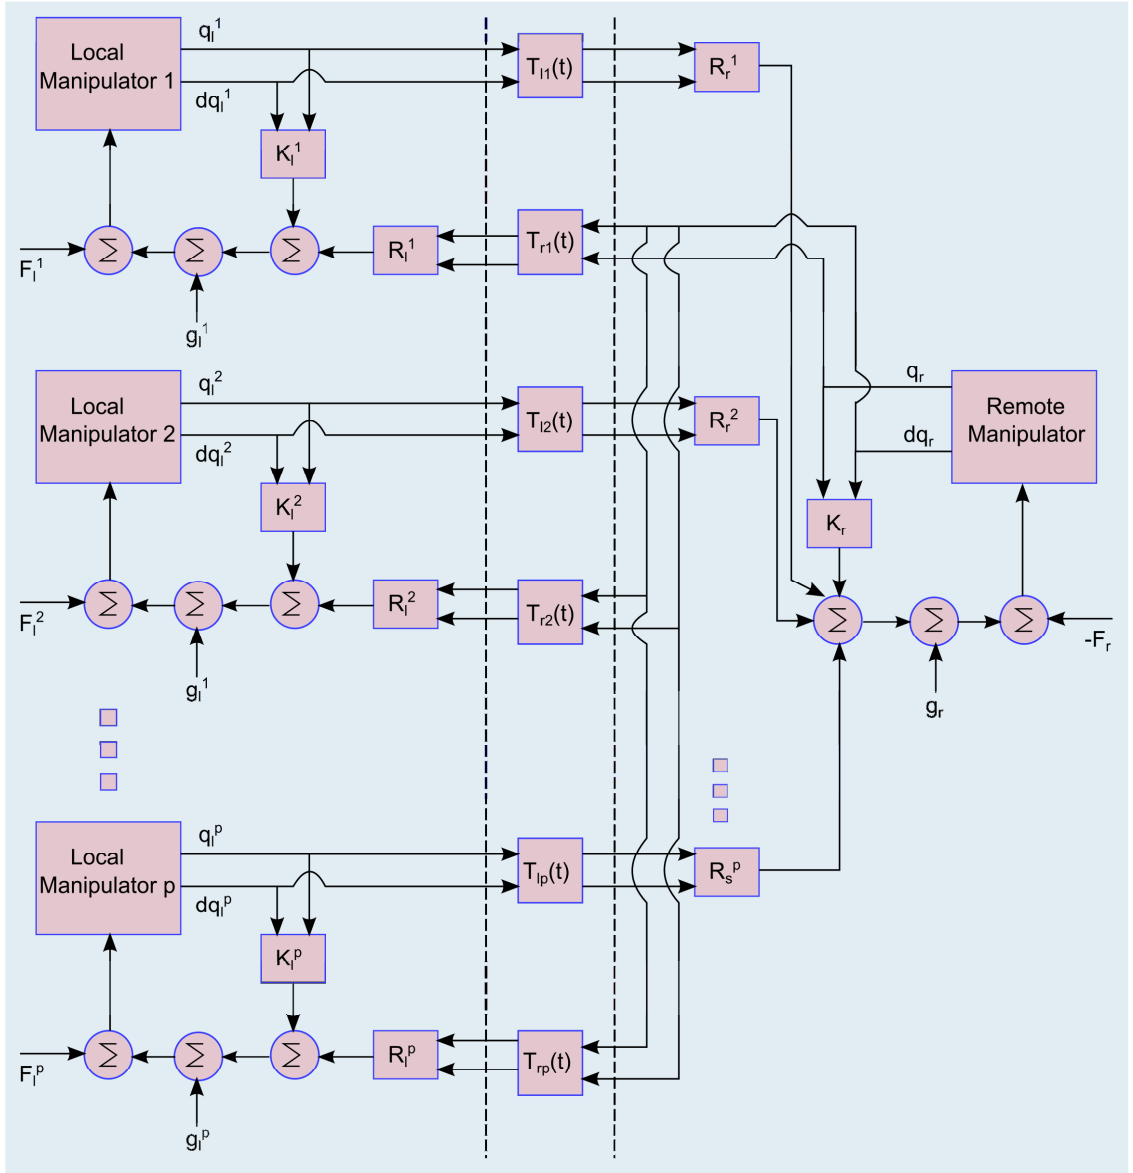 Local
Manipulator 1
q_l^1
dq_l^1
T_l1(t)
R_r^1
K_l^1
T_r1(t)
R_l^1
Σ
Σ
Σ
F_l^1
g_l^1
Local
Manipulator 2
q_l^2
dq_l^2
T_l2(t)
R_r^2
q_r
dq_r
Remote
Manipulator
K_l^2
K_r
T_r2(t)
R_l^2
Σ
Σ
Σ
F_l^2
g_l^1
Σ
Σ
Σ
-F_r
g_r
Local
Manipulator p
q_l^p
dq_l^p
T_lp(t)
R_s^p
K_l^p
T_rp(t)
R_l^p
Σ
Σ
Σ
F_l^p
g_l^p